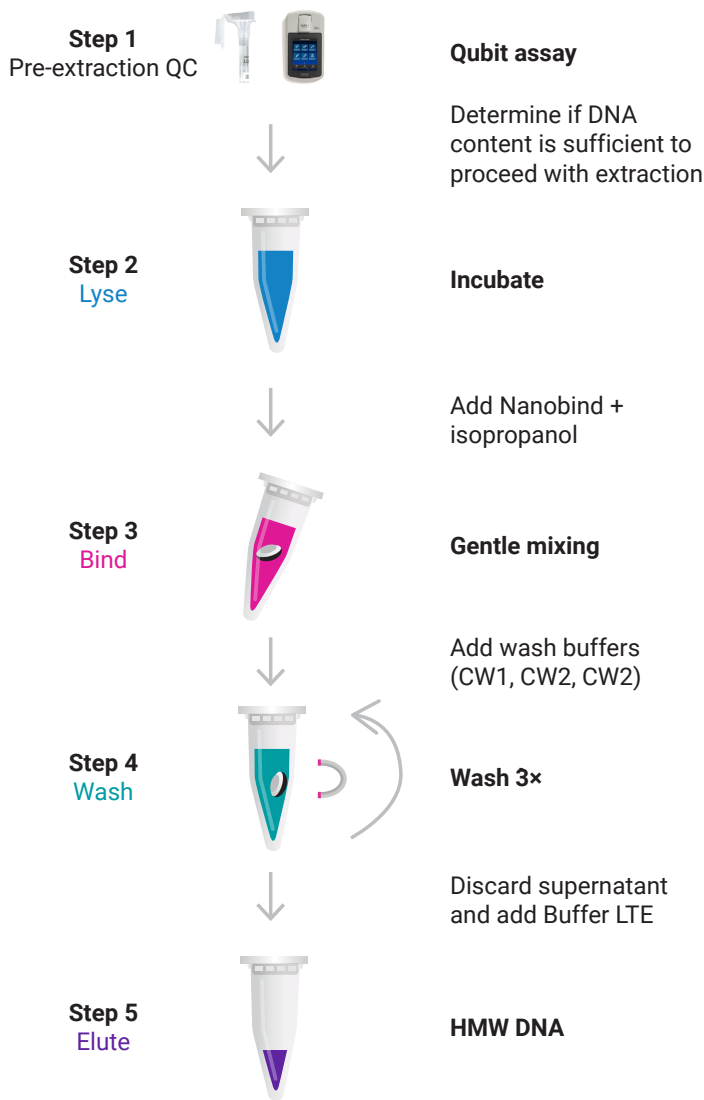 Step 1
Pre-extraction QC
Qubit assay
Determine if DNA
content is sufficient to
proceed with extraction
Step 2
Lyse
Incubate
Add Nanobind +
isopropanol
Step 3
Bind
Gentle mixing
Add wash buffers
(CW1, CW2, CW2)
Step 4
Wash
Wash 3×
Discard supernatant
and add Buffer LTE
Step 5
Elute
HMW DNA